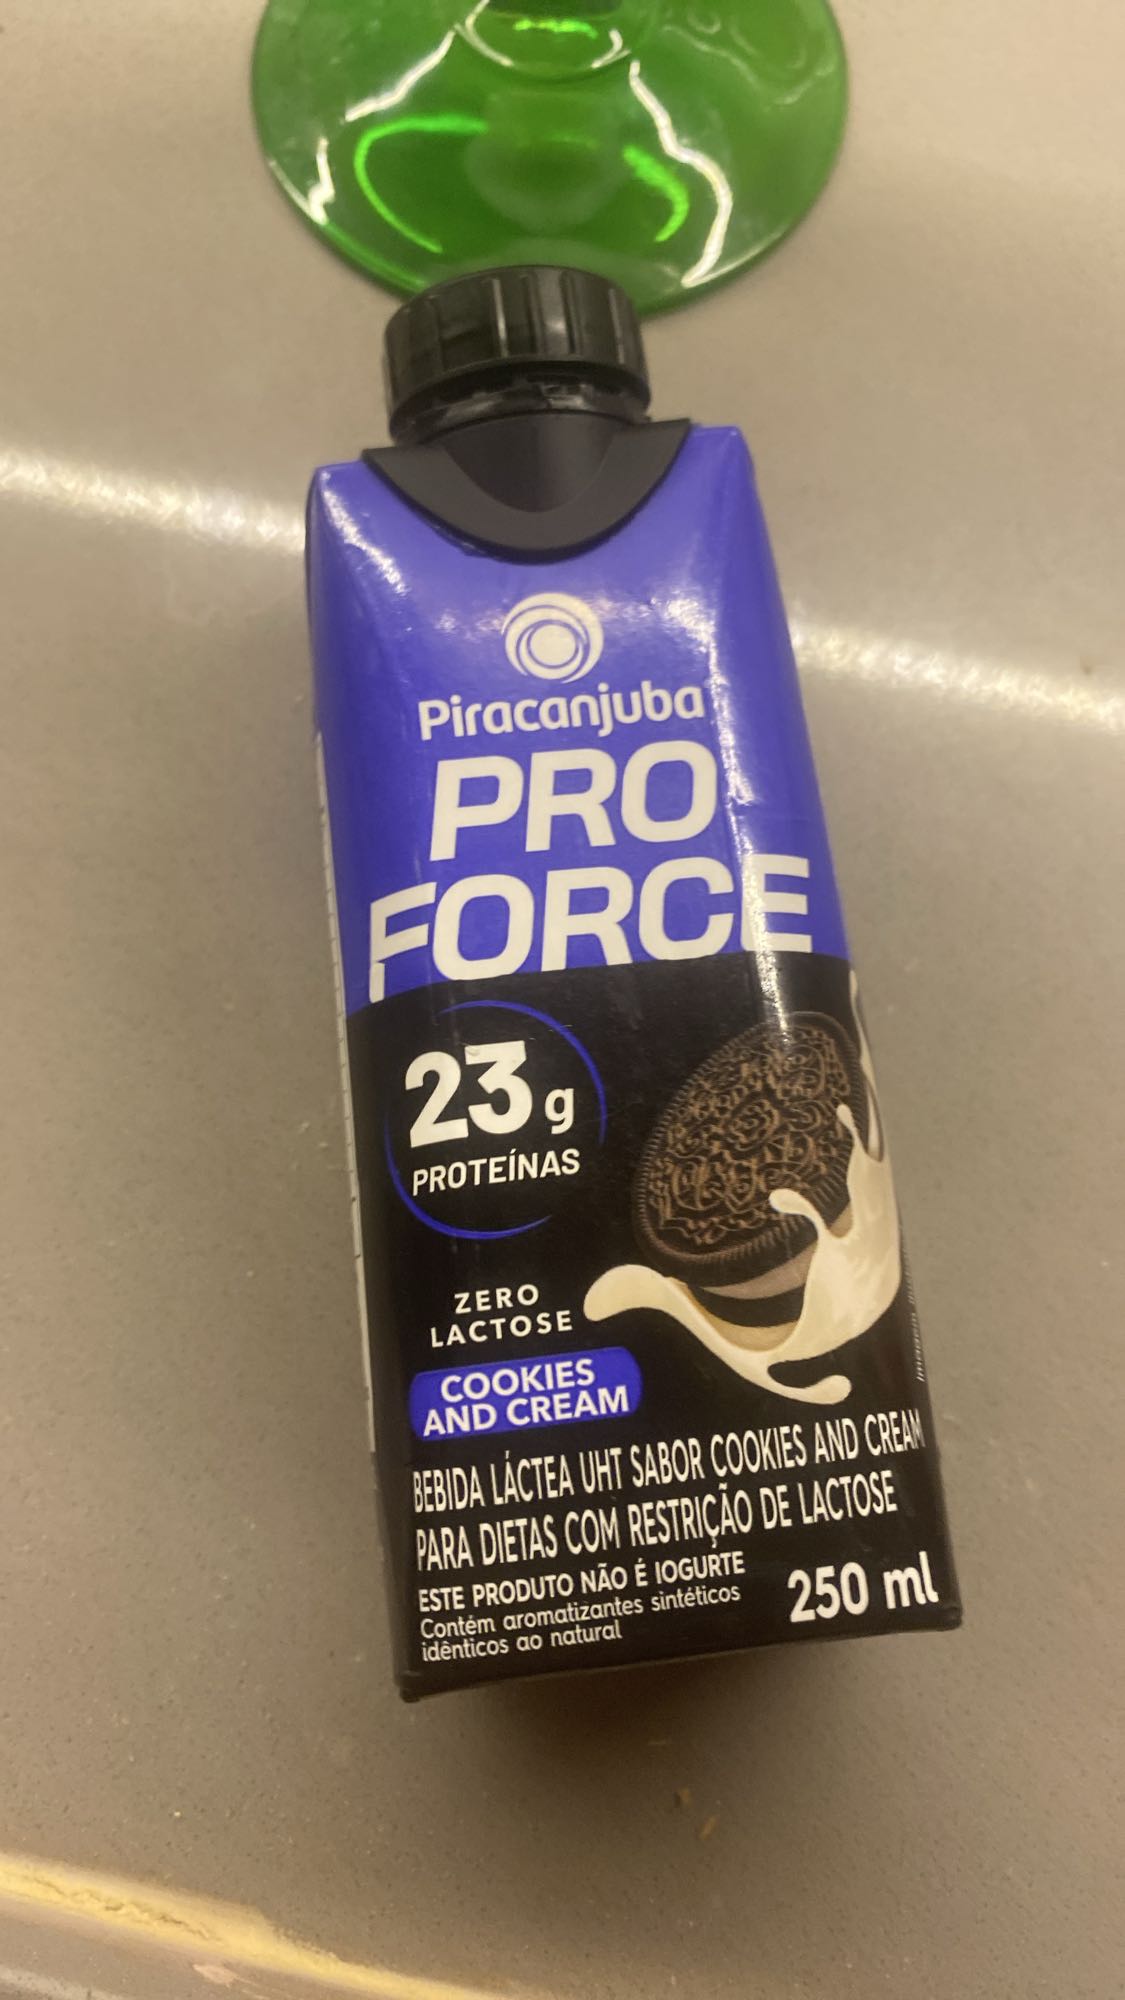 Piracanjuba
PRO
FORCE
23 g
PROTEÍNAS
ZERO
LACTOSE
COOKIES
AND CREAM
BEBIDA LÁCTEA UHT SABOR COOKIES AND CREAM
PARA DIETAS COM RESTRIÇÃO DE LACTOSE
ESTE PRODUTO NÃO É IOGURTE
Contém aromatizantes sintéticos
idênticos ao natural
250 ml